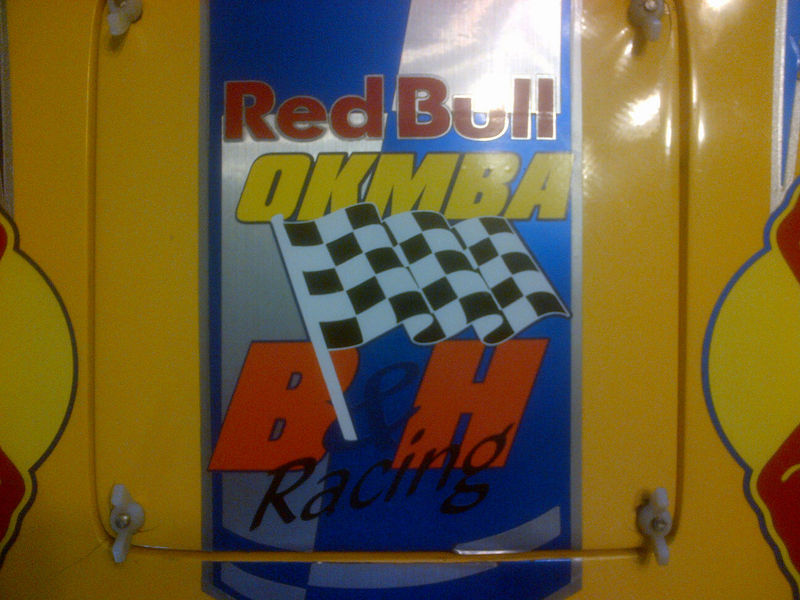 Red Bull
OKMBA
B&H
Racing